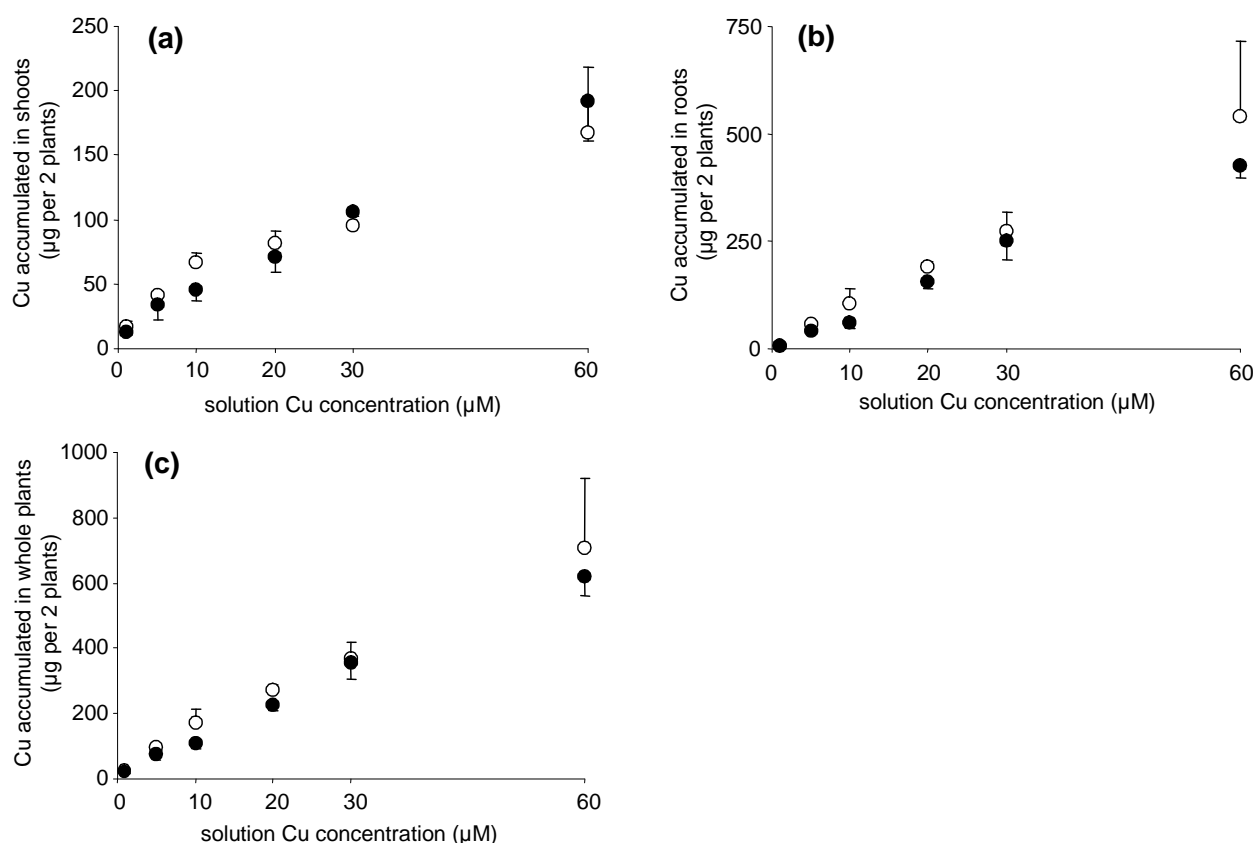 (a)
Cu accumulated in shoots
(µg per 2 plants)
250
200
150
100
50
0
0 10 20 30 60
solution Cu concentration (µM)
(b)
Cu accumulated in roots
(µg per 2 plants)
750
500
250
0
0 10 20 30 60
solution Cu concentration (µM)
(c)
Cu accumulated in whole plants
(µg per 2 plants)
1000
800
600
400
200
0
0 10 20 30 60
solution Cu concentration (µM)